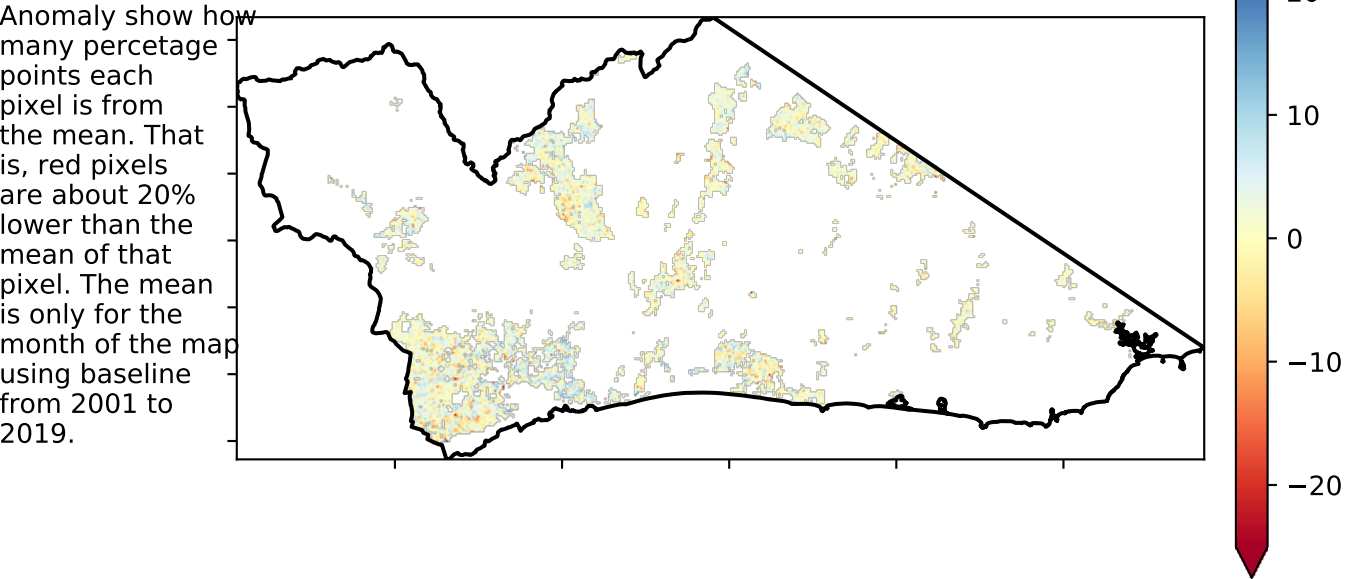 Anomaly show how
many percetage
points each
pixel is from
the mean. That
is, red pixels
are about 20%
lower than the
mean of that
pixel. The mean
is only for the
month of the map
using baseline
from 2001 to
2019.
10
0
−10
−20